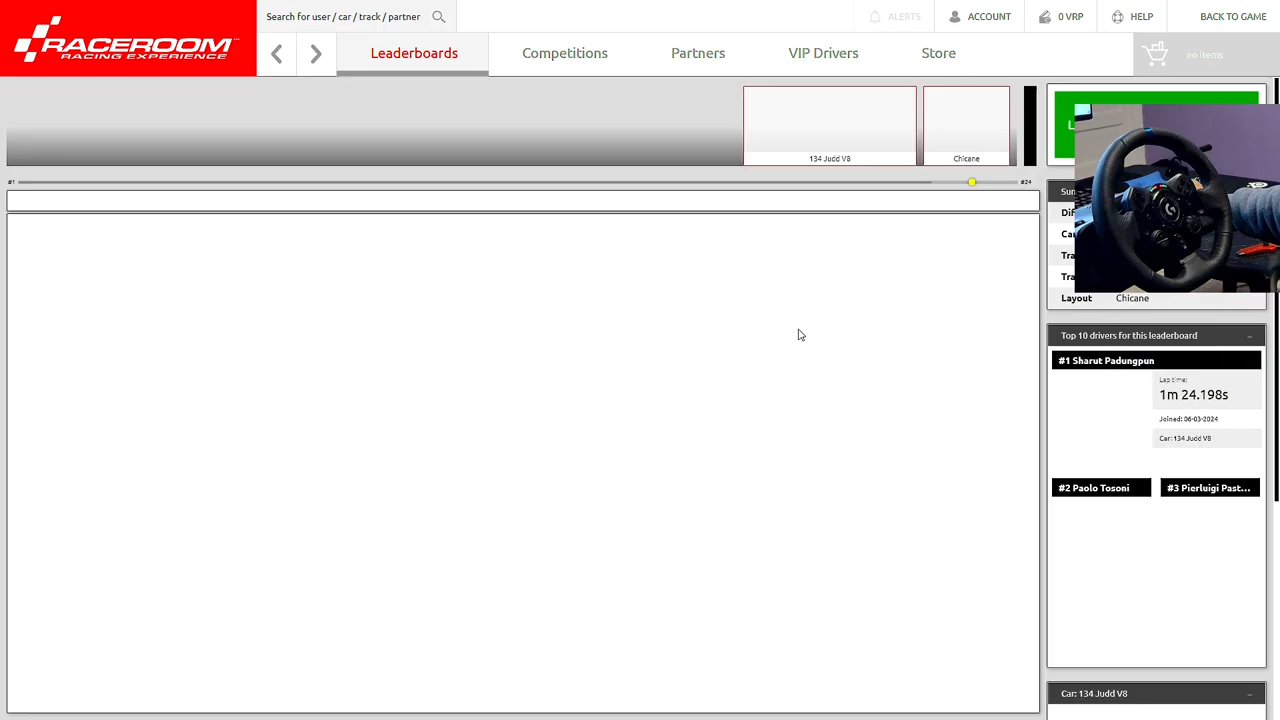 RACEROOM
RACING EXPERIENCE
Search for user / car / track / partner
ALERTS
ACCOUNT
0 VRP
HELP
BACK TO GAME
Leaderboards
Competitions
Partners
VIP Drivers
Store
no items
134 Judd V8
Chicane
#1
#24
Layout
Chicane
Top 10 drivers for this leaderboard
#1 Sharut Padungpun
Lap time:
1m 24.198s
Joined: 06-03-2024
Car: 134 Judd V8
#2 Paolo Tosoni
#3 Pierluigi Past...
Car: 134 Judd V8